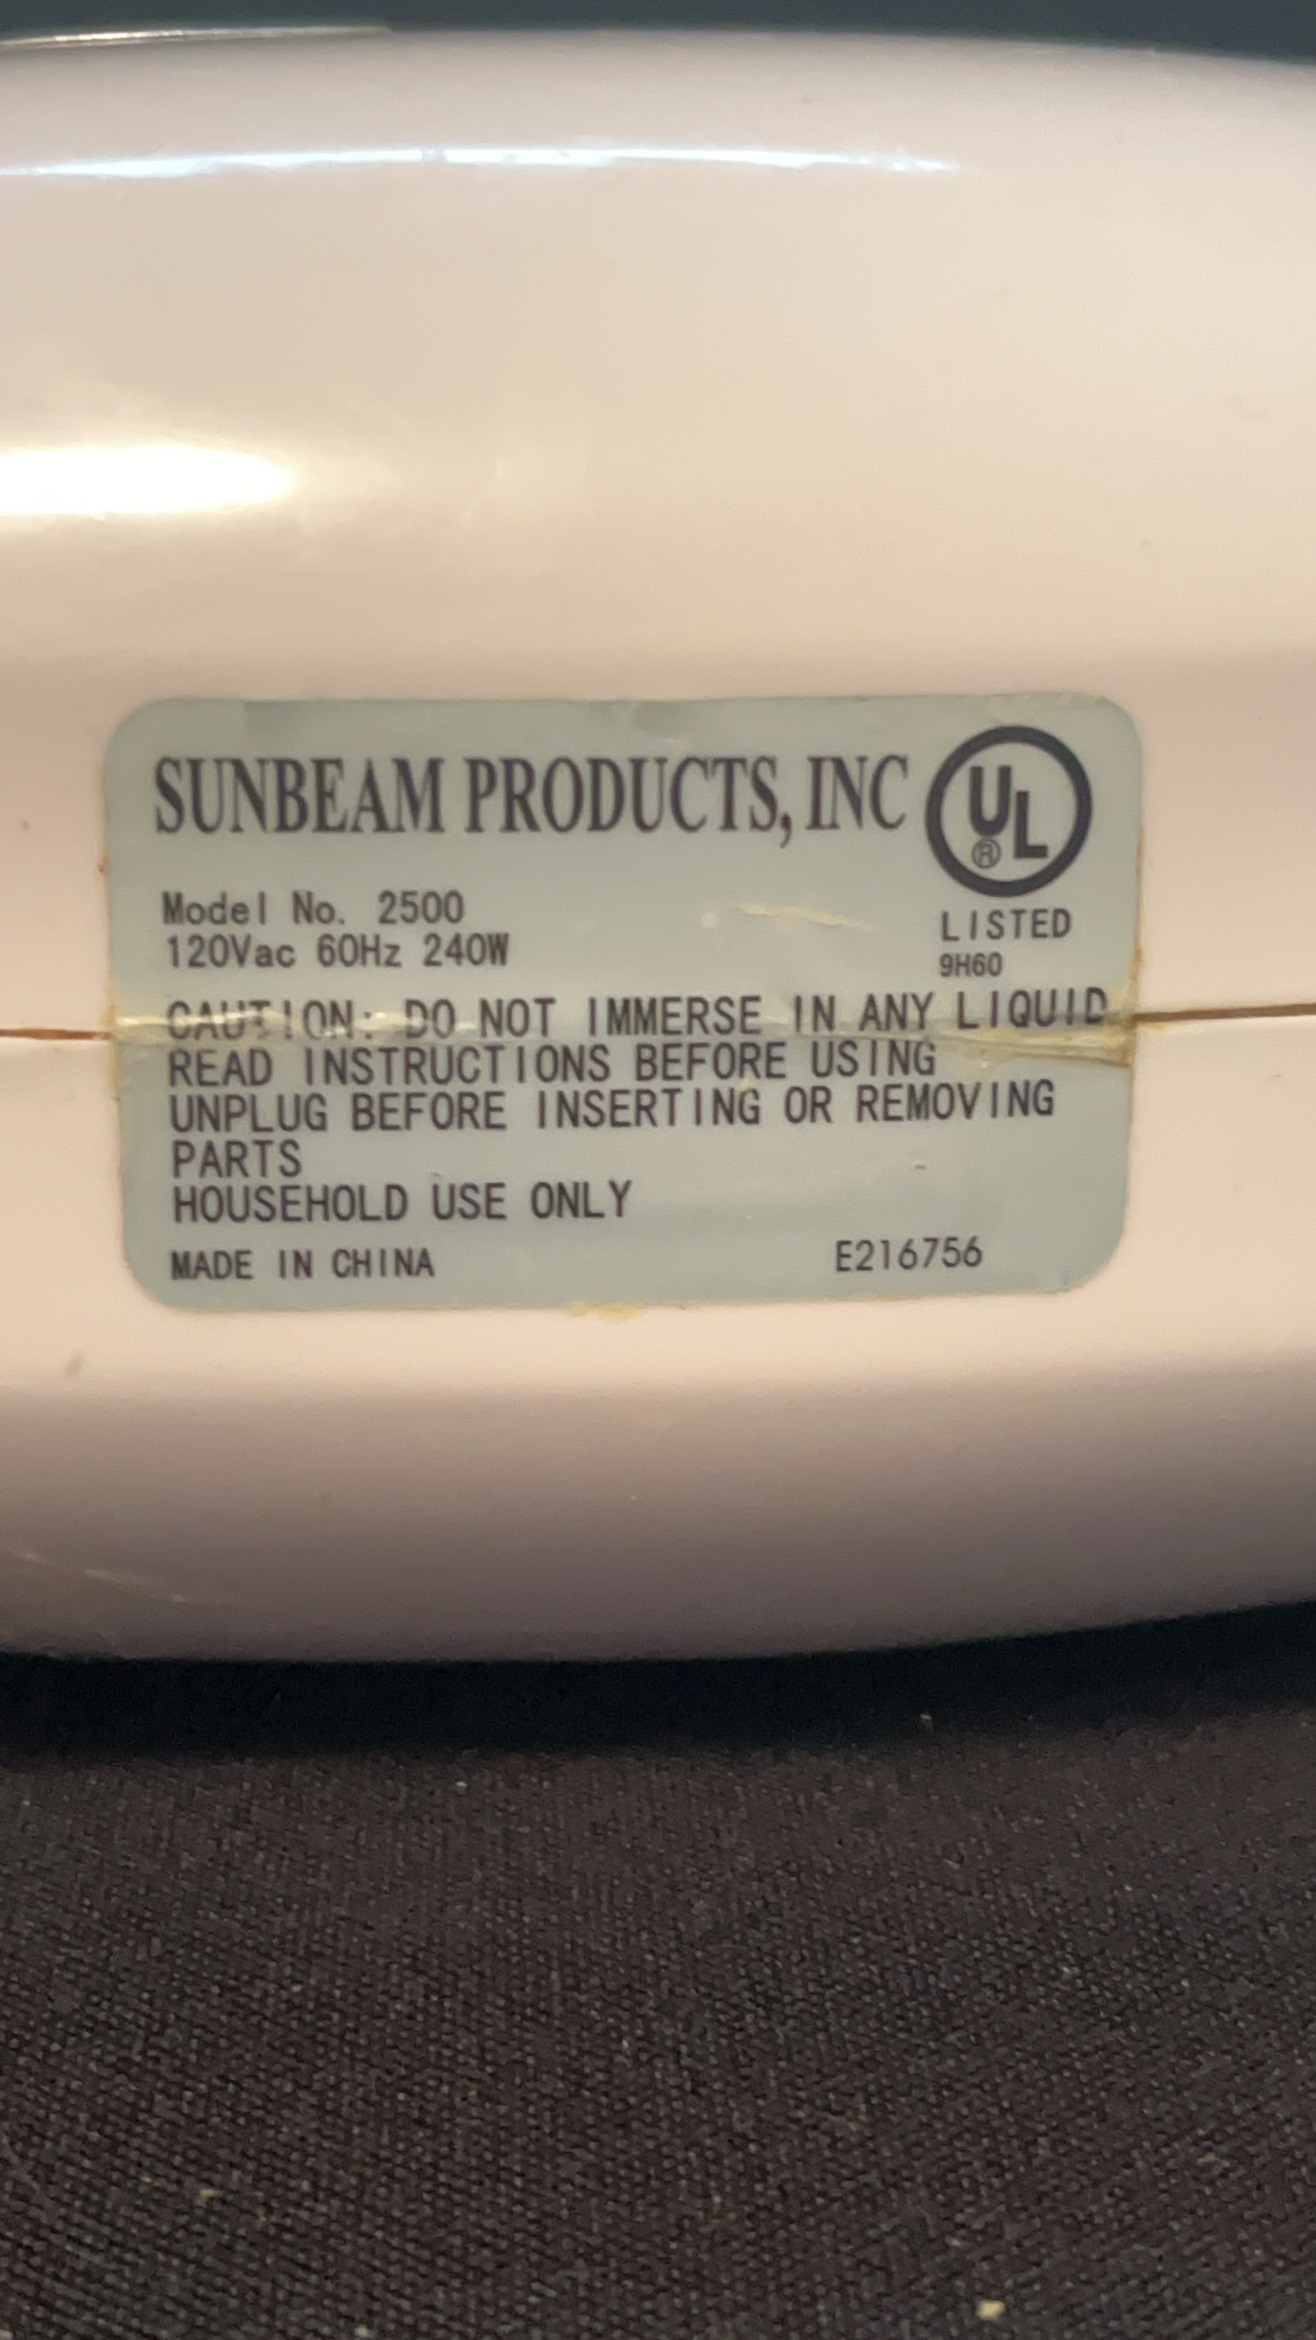 SUNBEAM PRODUCTS, INC
UL
®
LISTED
9H60
Model No. 2500
120Vac 60Hz 240W
CAUTION: DO NOT IMMERSE IN ANY LIQUID
READ INSTRUCTIONS BEFORE USING
UNPLUG BEFORE INSERTING OR REMOVING
PARTS
HOUSEHOLD USE ONLY
MADE IN CHINA
E216756